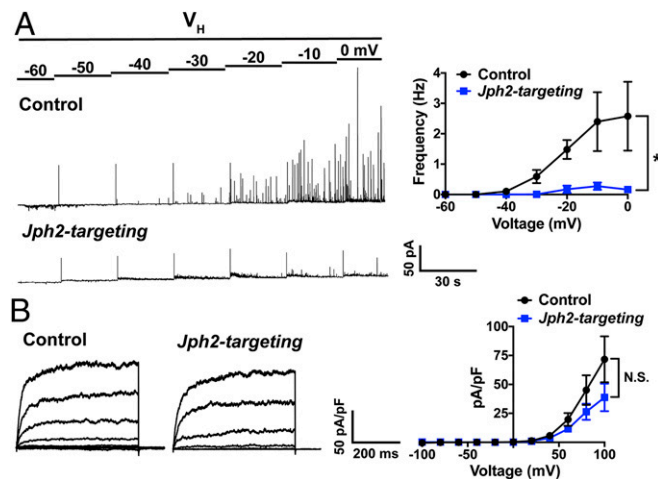 A
V_H
-60 -50 -40 -30 -20 -10 0 mV
Control
Jph2-targeting
50 pA
30 s
Control
Jph2-targeting
Frequency (Hz)
4
3
2
1
0
-60 -40 -20 0
Voltage (mV)
*
B
Control
Jph2-targeting
50 pA/pF
200 ms
Control
Jph2-targeting
pA/pF
100
75
50
25
-100 -50 0 50 100
Voltage (mV)
N.S.